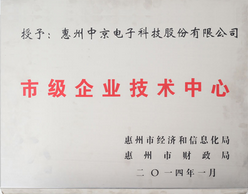 授予：惠州中京电子科技股份有限公司
市级企业技术中心
惠州市经济和信息化局
惠州市财政局
二〇一四年一月